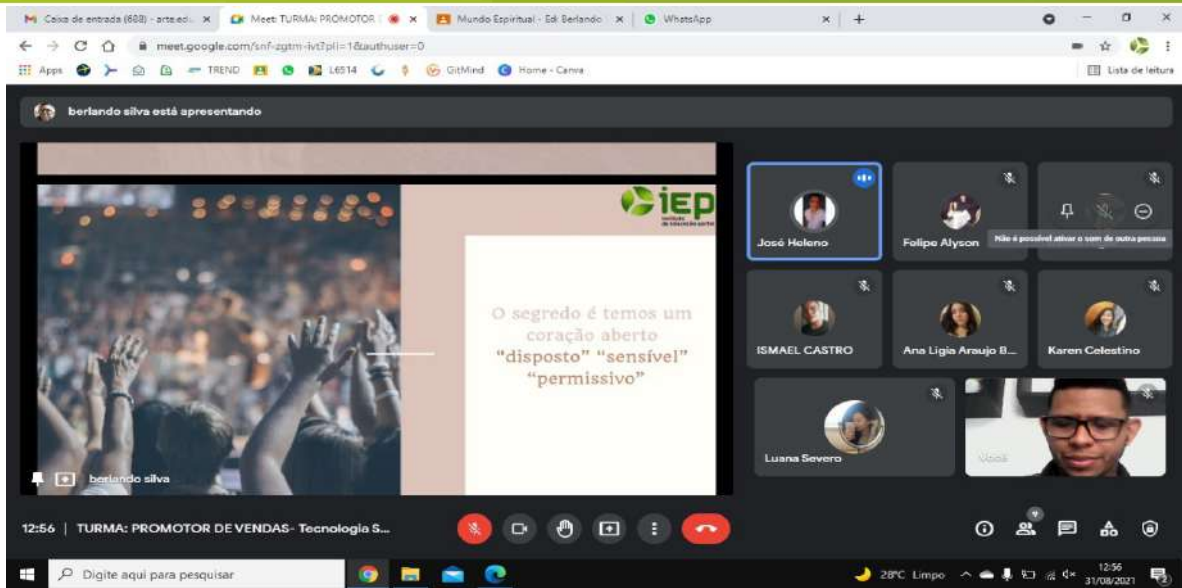 Caixa de entrada (688) - arte.ed...
Meet: TURMA: PROMOTOR
Mundo Espiritual - Edi Berlando
WhatsApp
meet.google.com/snf-zgtm-ivt?pli=1&authuser=0
Apps
TREND
L6514
GitMind
Home - Canva
Lista de leitura
berlando silva está apresentando
iEP
O segredo é temos um
coração aberto
"disposto" "sensível"
"permissivo"
berlando silva
José Heleno
Felipe Alyson
Não é possível ativar o som de outra pessoa
ISMAEL CASTRO
Ana Ligia Araujo B...
Karen Celestino
Luana Severo
Você
12:56 | TURMA: PROMOTOR DE VENDAS- Tecnologia S...
9
Digite aqui para pesquisar
28°C Limpo
12:56
31/08/2021
2